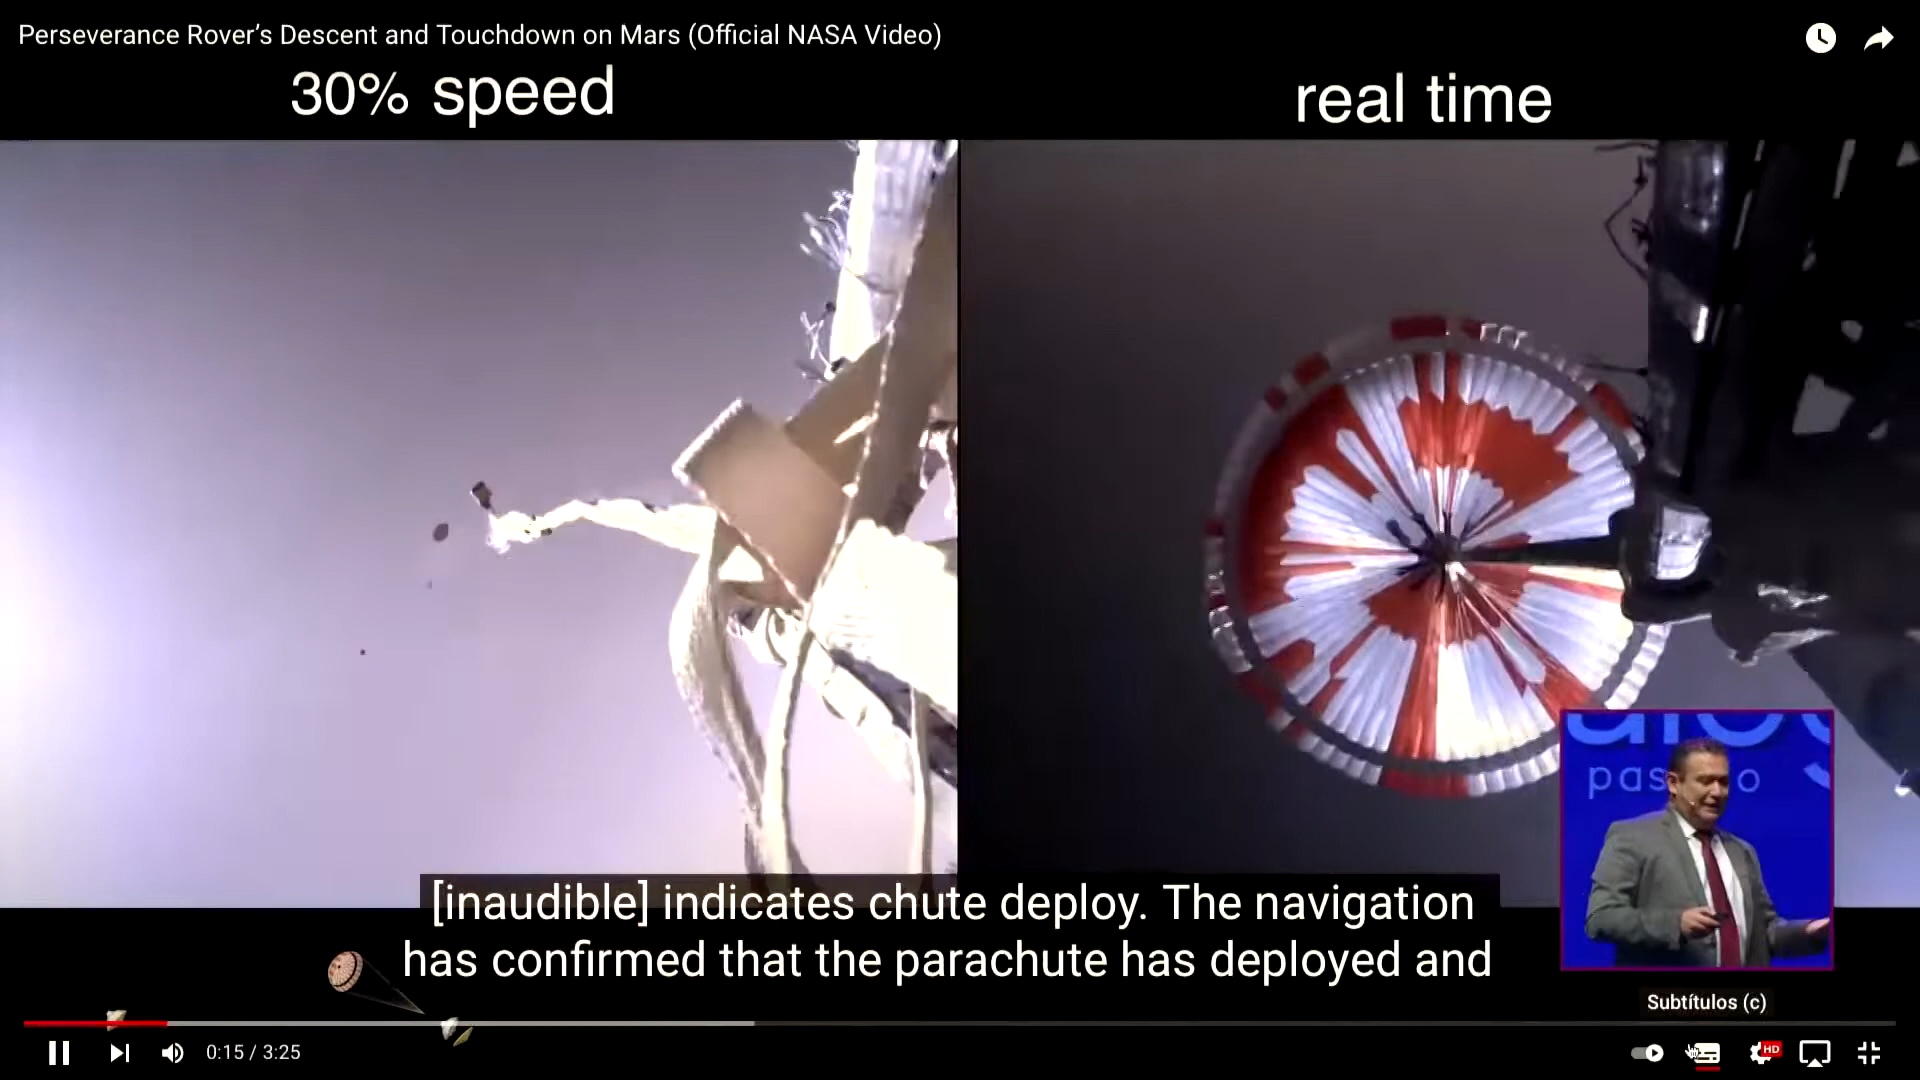 Perseverance Rover’s Descent and Touchdown on Mars (Official NASA Video)
30% speed
real time
[inaudible] indicates chute deploy. The navigation
has confirmed that the parachute has deployed and
Subtítulos (c)
0:15 / 3:25
HD